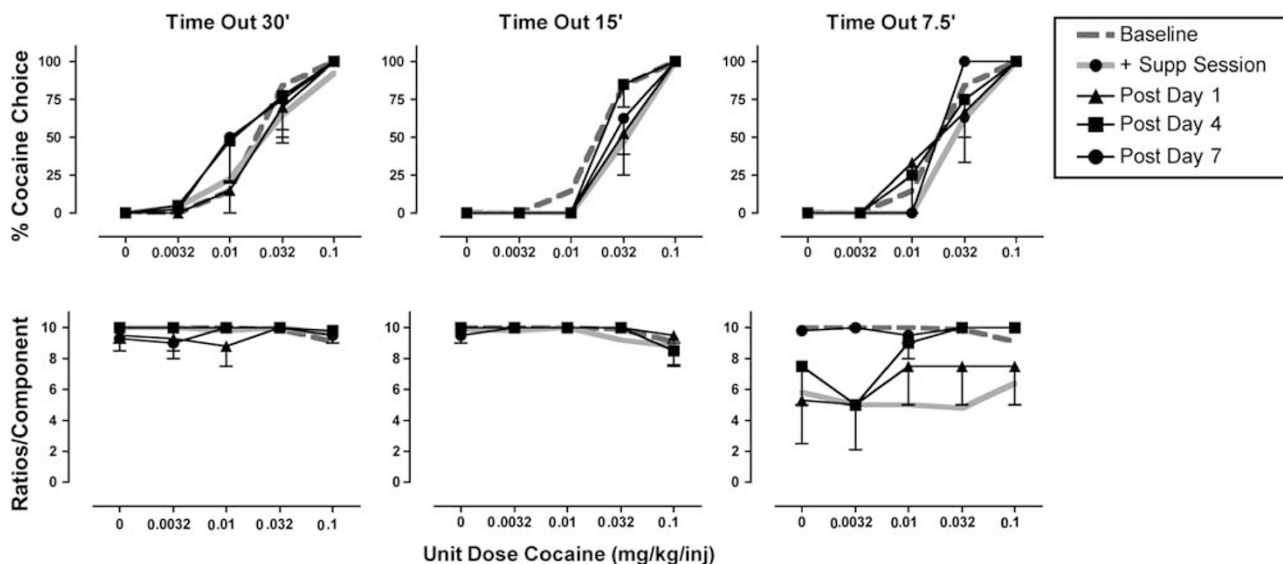 Time Out 30'
Time Out 15'
Time Out 7.5'
Baseline
+ Supp Session
Post Day 1
Post Day 4
Post Day 7
% Cocaine Choice
100
75
50
25
0
0 0.0032 0.01 0.032 0.1
100
75
50
25
0
0 0.0032 0.01 0.032 0.1
100
75
50
25
0
0 0.0032 0.01 0.032 0.1
Ratios/Component
10
8
6
4
2
0
0 0.0032 0.01 0.032 0.1
10
8
6
4
2
0
0 0.0032 0.01 0.032 0.1
10
8
6
4
2
0
0 0.0032 0.01 0.032 0.1
Unit Dose Cocaine (mg/kg/inj)